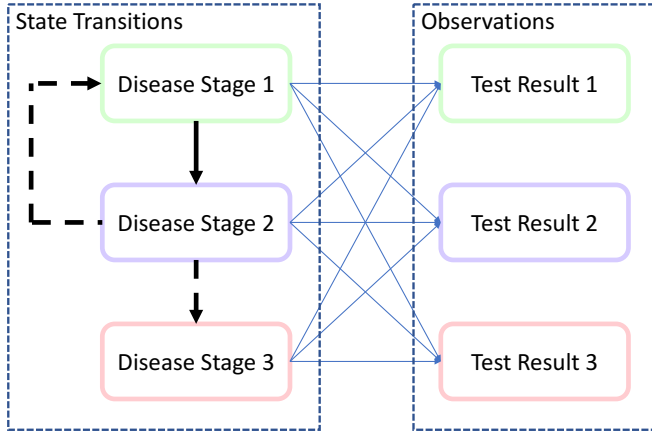 State Transitions
Observations
Disease Stage 1
Test Result 1
Disease Stage 2
Test Result 2
Disease Stage 3
Test Result 3